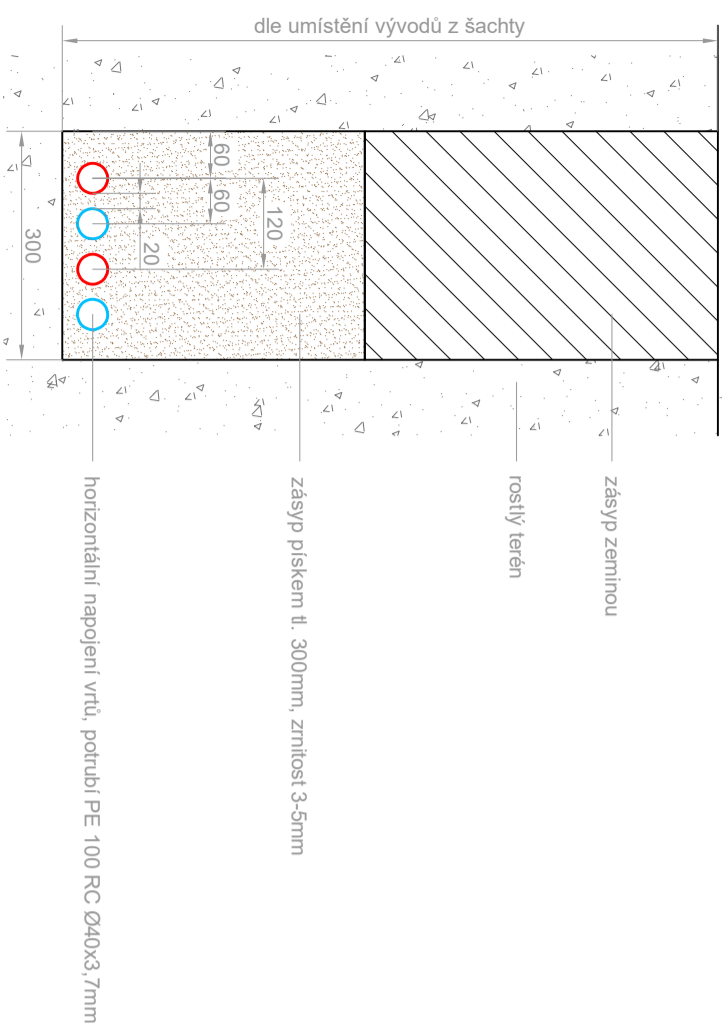 dle umístění vývodů z šachty
60
60
120
20
300
zásyp zeminou
rostlý terén
zásyp pískem tl. 300mm, zrnitost 3-5mm
horizontální napojení vrtů, potrubí PE 100 RC Ø40x3,7mm